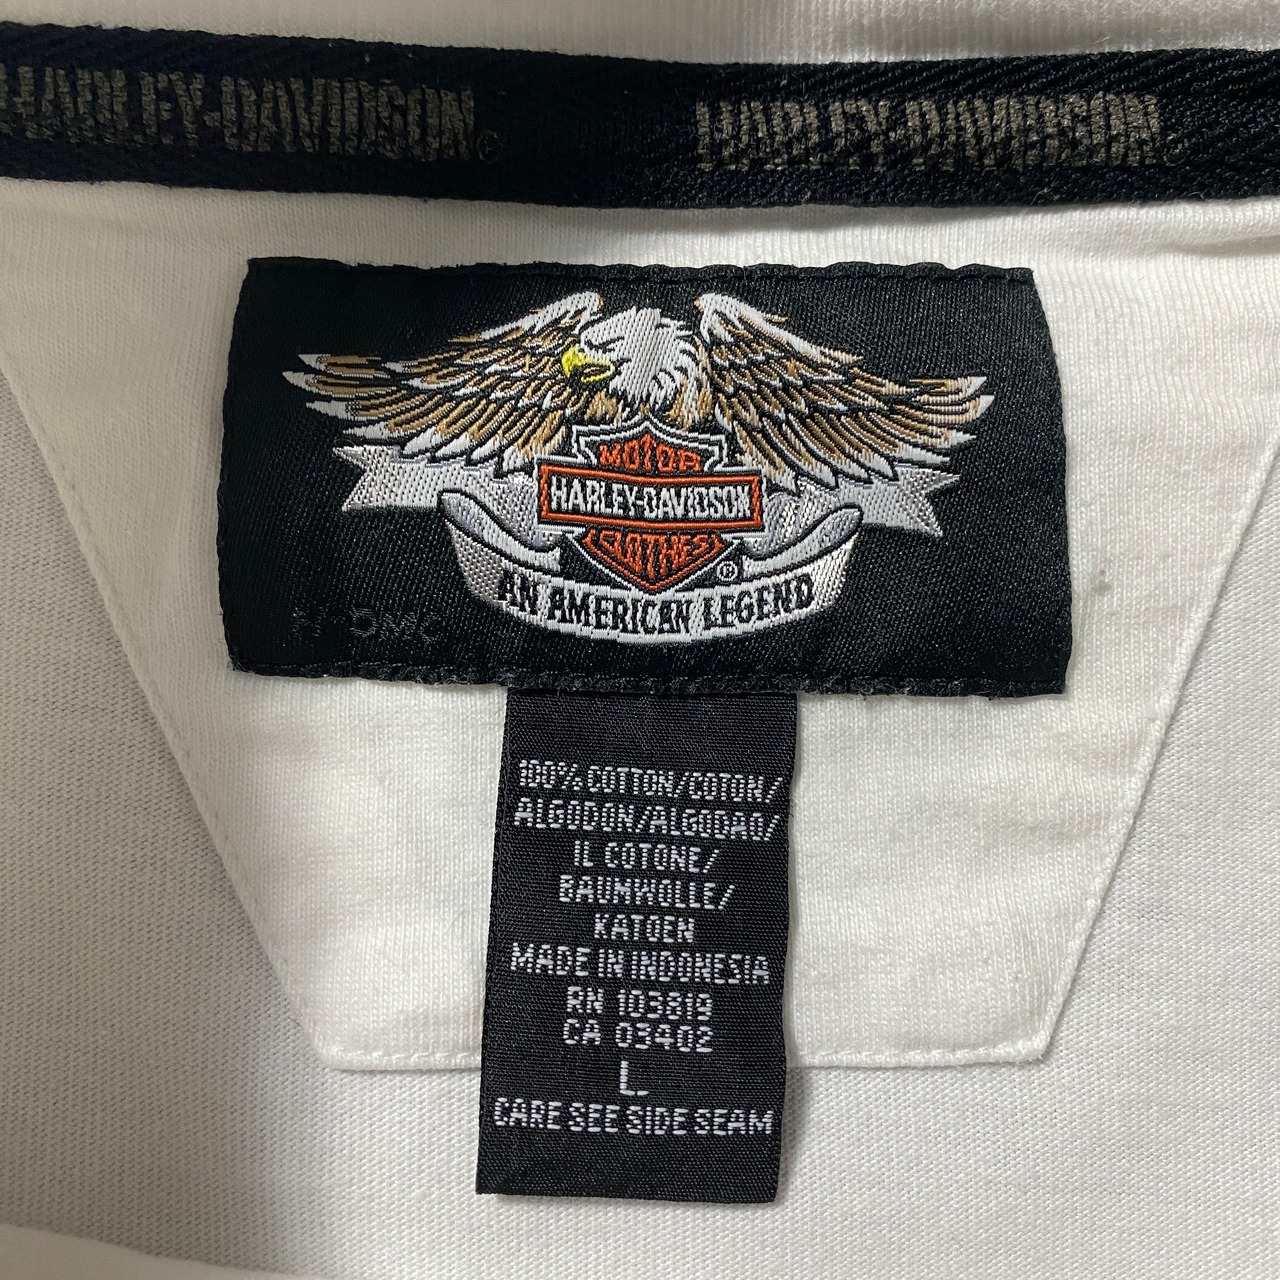 HARLEY-DAVIDSON® HARLEY-DAVIDSON®
MOTOR
HARLEY-DAVIDSON
CLOTHES
®
AN AMERICAN LEGEND
100% COTTON/COTON/
ALGODON/ALGODAO/
IL COTONE/
BAUMWOLLE/
KATOEN
MADE IN INDONESIA
RN 103819
CA 03402
L
CARE SEE SIDE SEAM